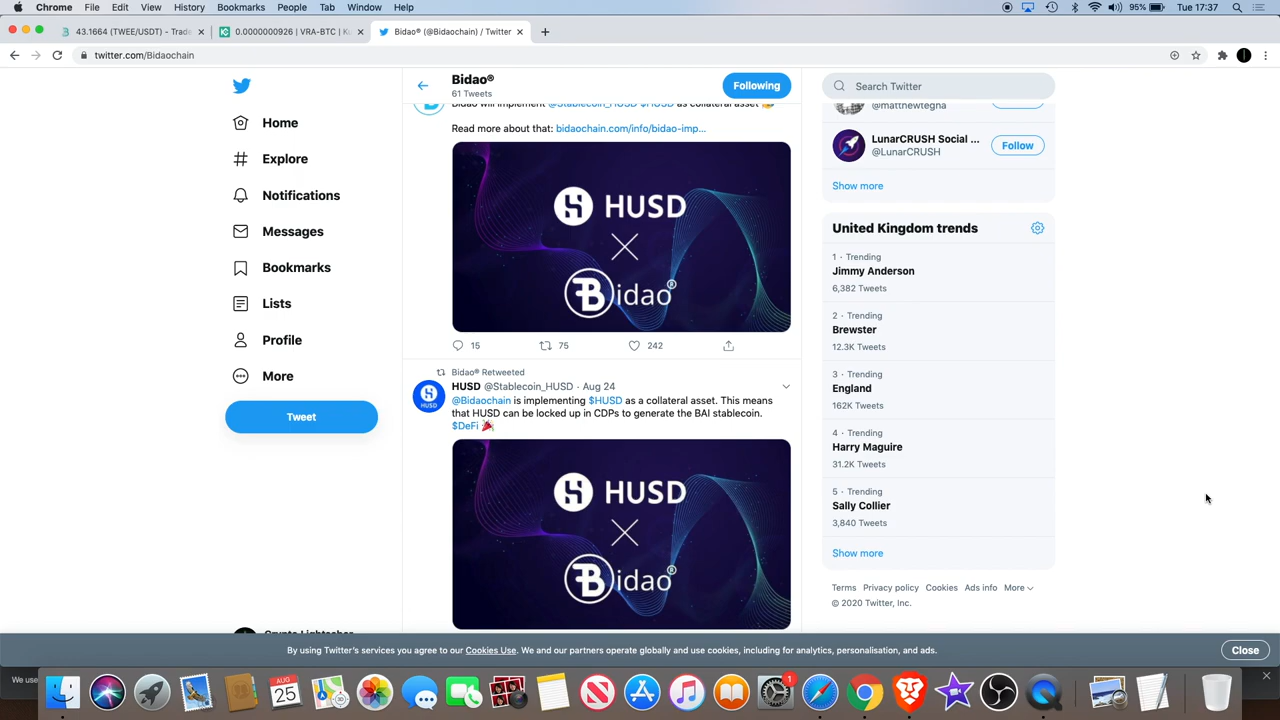 Chrome File Edit View History Bookmarks People Tab Window Help
95% Tue 17:37
43.1664 (TWEE/USDT) - Trade
0.0000000926 | VRA-BTC | K
Bidao® (@Bidaochain) / Twitter
twitter.com/Bidaochain
Home
Explore
Notifications
Messages
Bookmarks
Lists
Profile
More
Tweet
Bidao®
61 Tweets
Following
Bidao will implement @Stablecoin_HUSD $HUSD as collateral asset
Read more about that: bidaochain.com/info/bidao-imp...
HUSD
Bidao®
15
75
242
Bidao® Retweeted
HUSD @Stablecoin_HUSD · Aug 24
HUSD
@Bidaochain is implementing $HUSD as a collateral asset. This means
that HUSD can be locked up in CDPs to generate the BAI stablecoin.
$DeFi
HUSD
Bidao®
Search Twitter
@matthewtegna
LunarCRUSH Social ...
@LunarCRUSH
Follow
Show more
United Kingdom trends
1 · Trending
Jimmy Anderson
6,382 Tweets
2 · Trending
Brewster
12.3K Tweets
3 · Trending
England
162K Tweets
4 · Trending
Harry Maguire
31.2K Tweets
5 · Trending
Sally Collier
3,840 Tweets
Show more
Terms Privacy policy Cookies Ads info More
© 2020 Twitter, Inc.
By using Twitter's services you agree to our Cookies Use. We and our partners operate globally and use cookies, including for analytics, personalisation, and ads.
Close
We use
AUG
25
1